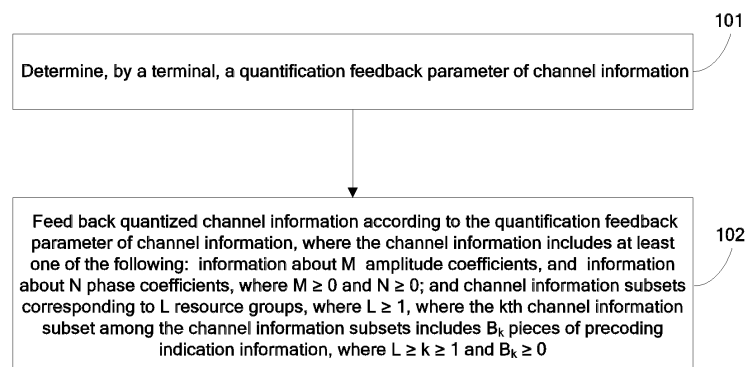 101
Determine, by a terminal, a quantification feedback parameter of channel information
Feed back quantized channel information according to the quantification feedback
parameter of channel information, where the channel information includes at least
one of the following: information about M amplitude coefficients, and information
about N phase coefficients, where M ≥ 0 and N ≥ 0; and channel information subsets
corresponding to L resource groups, where L ≥ 1, where the kth channel information
subset among the channel information subsets includes Bk pieces of precoding
indication information, where L ≥ k ≥ 1 and Bk ≥ 0
102